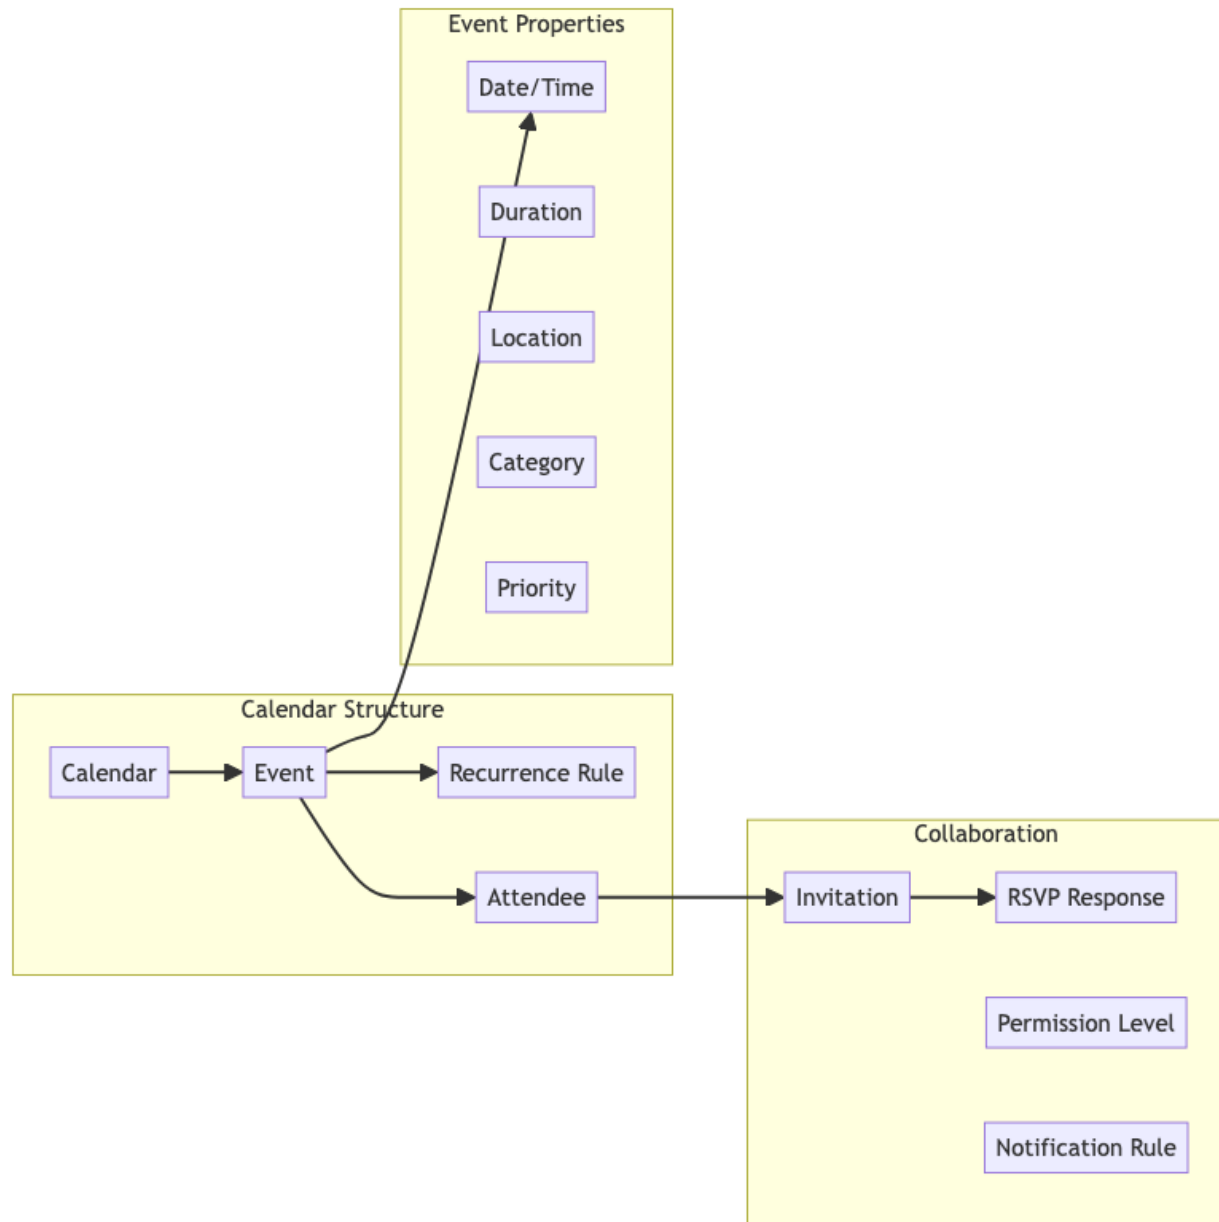 Event Properties
Date/Time
Duration
Location
Category
Priority
Calendar Structure
Calendar
Event
Recurrence Rule
Attendee
Collaboration
Invitation
RSVP Response
Permission Level
Notification Rule